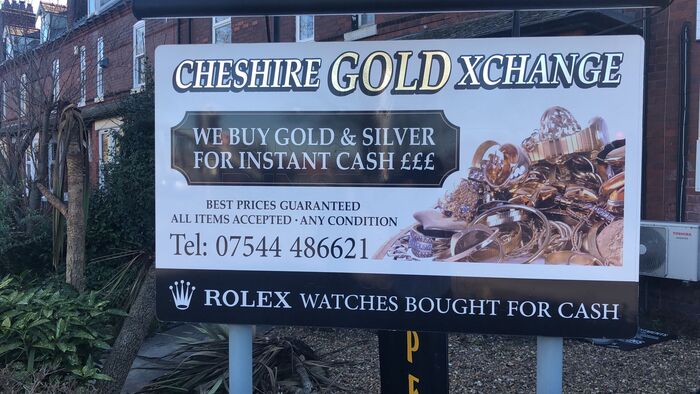 CHESHIRE GOLD XCHANGE
WE BUY GOLD & SILVER
FOR INSTANT CASH £££
BEST PRICES GUARANTEED
ALL ITEMS ACCEPTED · ANY CONDITION
Tel: 07544 486621
ROLEX WATCHES BOUGHT FOR CASH
TOSHIBA
P
E